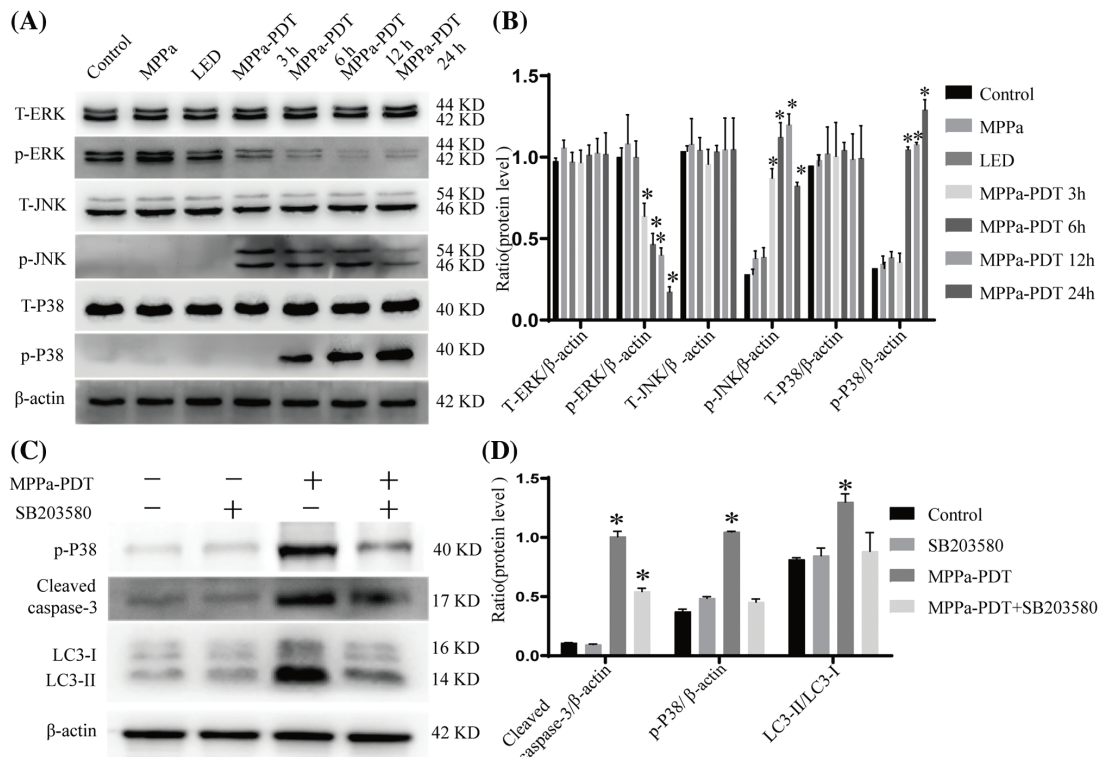 (A)
Control
MPPa
LED
MPPa-PDT 3 h
MPPa-PDT 6 h
MPPa-PDT 12 h
MPPa-PDT 24 h
T-ERK
44 KD
42 KD
p-ERK
44 KD
42 KD
T-JNK
54 KD
46 KD
p-JNK
54 KD
46 KD
T-P38
40 KD
p-P38
40 KD
β-actin
42 KD
(B)
Ratio(protein level )
1.5
1.0
0.5
0.0
* * * * * * * * * * *
T-ERK/β-actin
p-ERK/β-actin
T-JNK/β -actin
p-JNK/β-actin
T-P38/β-actin
p-P38/β-actin
Control
MPPa
LED
MPPa-PDT 3h
MPPa-PDT 6h
MPPa-PDT 12h
MPPa-PDT 24h
(C)
MPPa-PDT − − + +
SB203580 − + − +
p-P38
40 KD
Cleaved
caspase-3
17 KD
LC3-I
16 KD
LC3-II
14 KD
β-actin
42 KD
(D)
Ratio(protein level )
1.5
1.0
0.5
0.0
* * * *
Cleaved
caspase-3/β-actin
p-P38/ β-actin
LC3-II/LC3-I
Control
SB203580
MPPa-PDT
MPPa-PDT+SB203580